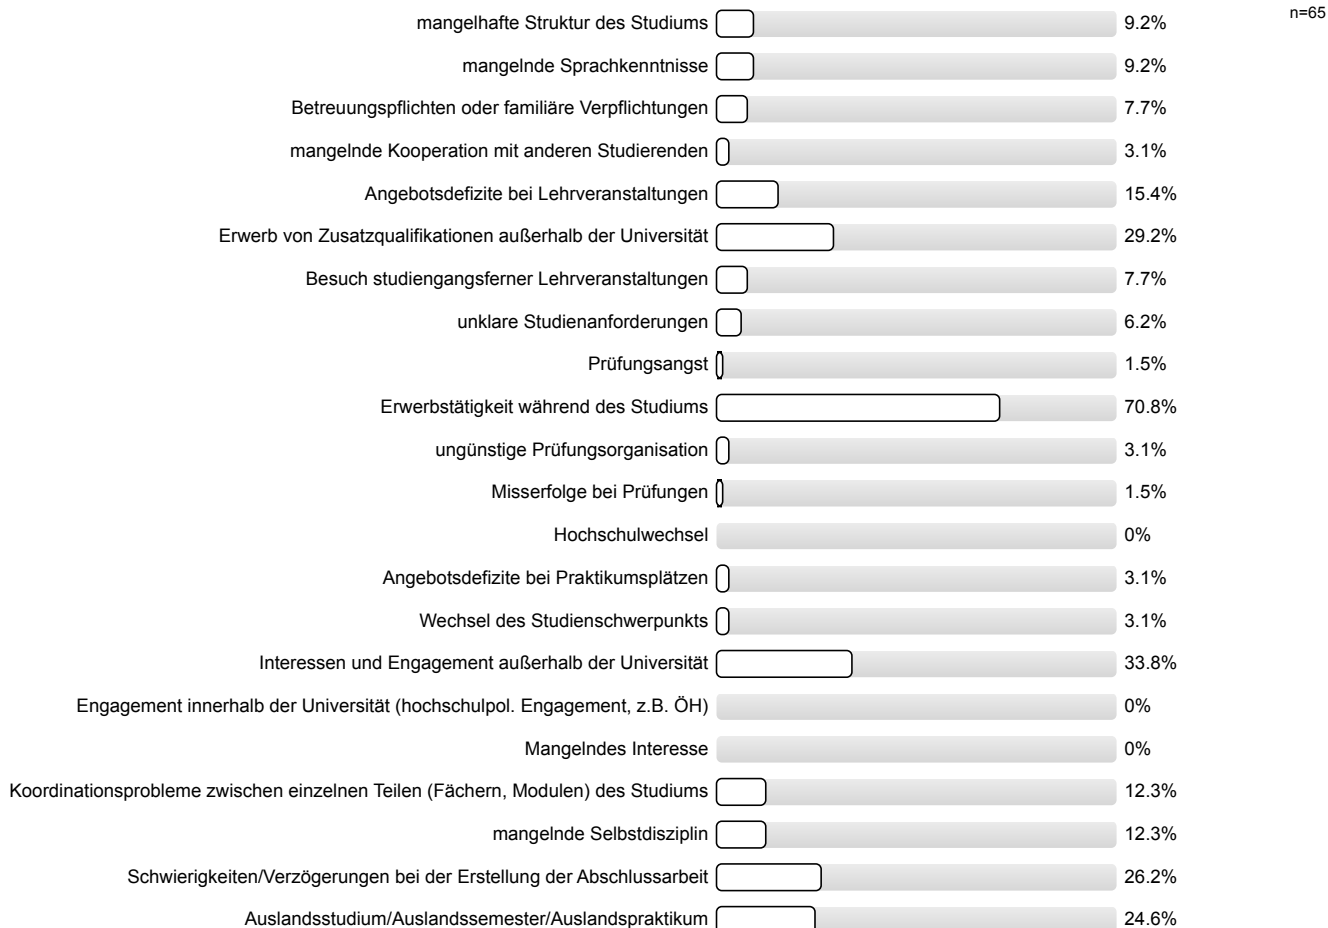 n=65
mangelhafte Struktur des Studiums 9.2%
mangelnde Sprachkenntnisse 9.2%
Betreuungspflichten oder familiäre Verpflichtungen 7.7%
mangelnde Kooperation mit anderen Studierenden 3.1%
Angebotsdefizite bei Lehrveranstaltungen 15.4%
Erwerb von Zusatzqualifikationen außerhalb der Universität 29.2%
Besuch studiengangsferner Lehrveranstaltungen 7.7%
unklare Studienanforderungen 6.2%
Prüfungsangst 1.5%
Erwerbstätigkeit während des Studiums 70.8%
ungünstige Prüfungsorganisation 3.1%
Misserfolge bei Prüfungen 1.5%
Hochschulwechsel 0%
Angebotsdefizite bei Praktikumsplätzen 3.1%
Wechsel des Studienschwerpunkts 3.1%
Interessen und Engagement außerhalb der Universität 33.8%
Engagement innerhalb der Universität (hochschulpol. Engagement, z.B. ÖH) 0%
Mangelndes Interesse 0%
Koordinationsprobleme zwischen einzelnen Teilen (Fächern, Modulen) des Studiums 12.3%
mangelnde Selbstdisziplin 12.3%
Schwierigkeiten/Verzögerungen bei der Erstellung der Abschlussarbeit 26.2%
Auslandsstudium/Auslandssemester/Auslandspraktikum 24.6%